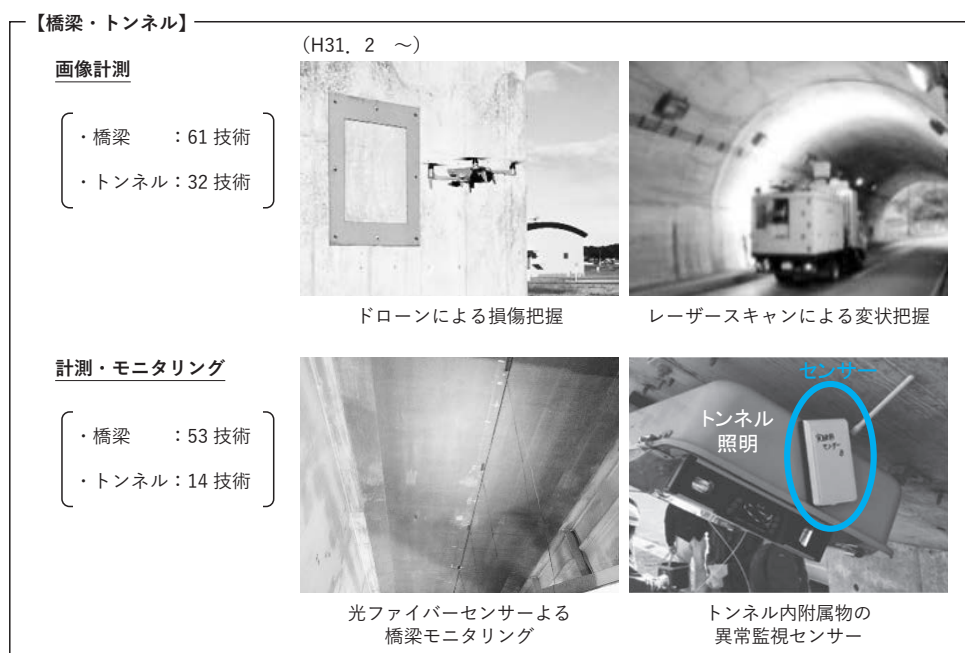 【橋梁・トンネル】
(H31．2　～)
画像計測
・橋梁　　：61 技術
・トンネル：32 技術
ドローンによる損傷把握
レーザースキャンによる変状把握
計測・モニタリング
・橋梁　　：53 技術
・トンネル：14 技術
センサー
トンネル
照明
光ファイバーセンサーよる
橋梁モニタリング
トンネル内附属物の
異常監視センサー